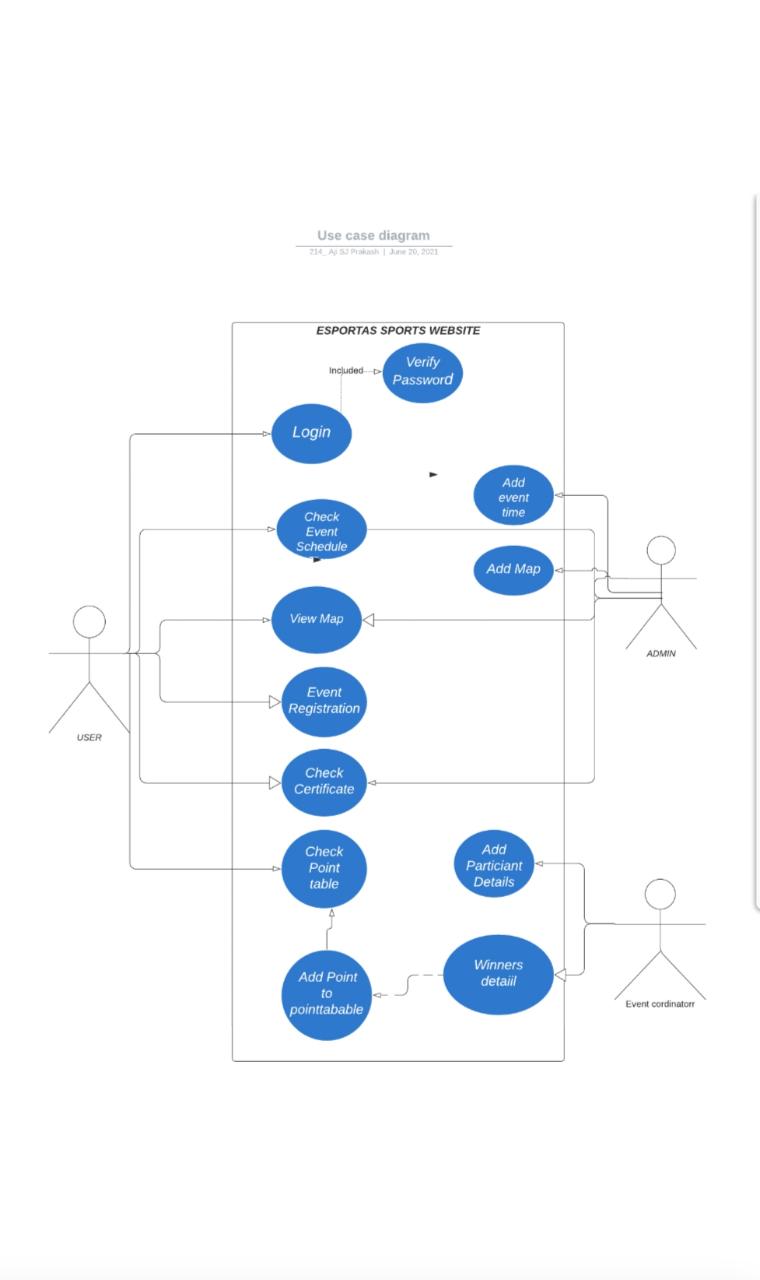 Use case diagram
214_ Aji SJ Prakash | June 20, 2021
ESPORTAS SPORTS WEBSITE
Verify
Password
Included
Login
Add
event
time
Check
Event
Schedule
Add Map
View Map
ADMIN
Event
Registration
USER
Check
Certificate
Check
Point
table
Add
Particiant
Details
Winners
detaiil
Add Point
to
pointtabable
Event cordinatorr